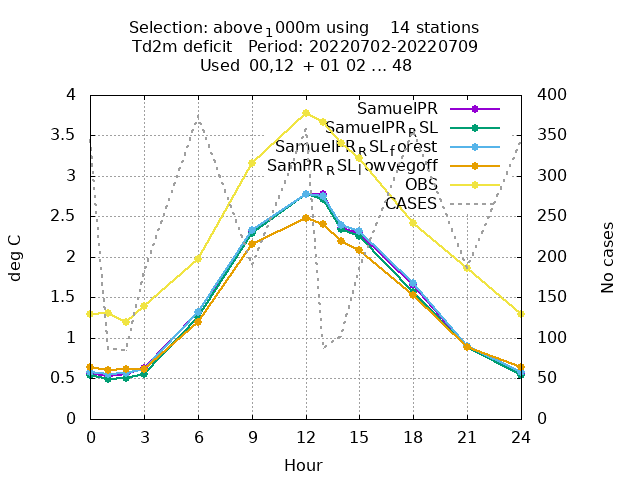 Selection: above_1000m using    14 stations
Td2m deficit   Period: 20220702-20220709
Used  00,12  + 01 02 ... 48
SamuelPR
SamuelPR_RSL
SamuelPR_RSL_forest
SamPR_RSL_lowvegoff
OBS
CASES
4
3.5
3
2.5
2
1.5
1
0.5
0
deg C
400
350
300
250
200
150
100
50
0
No cases
0 3 6 9 12 15 18 21 24
Hour